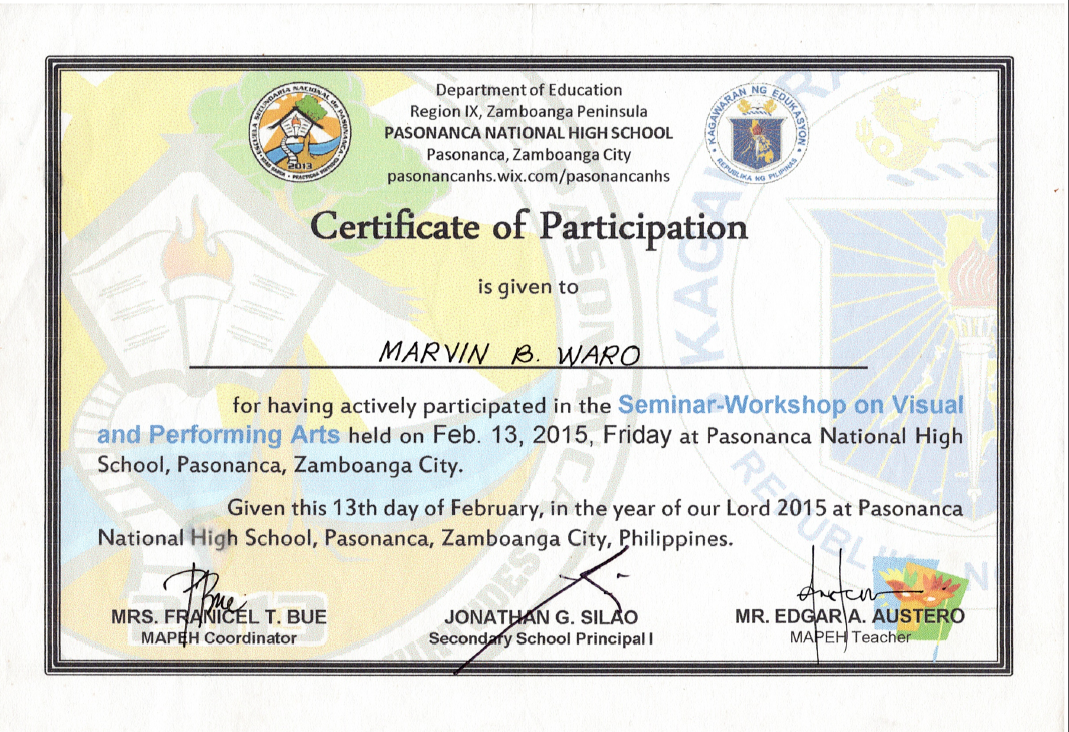 Department of Education
Region IX, Zamboanga Peninsula
PASONANCA NATIONAL HIGH SCHOOL
Pasonanca, Zamboanga City
pasonancanhs.wix.com/pasonancanhs
ESCUELA SECUNDARIA NACIONAL de PASONANCA
2013
KAGAWARAN NG EDUKASYON
REPUBLIKA NG PILIPINAS
Certificate of Participation
is given to
MARVIN B. WARO
for having actively participated in the Seminar-Workshop on Visual
and Performing Arts held on Feb. 13, 2015, Friday at Pasonanca National High
School, Pasonanca, Zamboanga City.
Given this 13th day of February, in the year of our Lord 2015 at Pasonanca
National High School, Pasonanca, Zamboanga City, Philippines.
MRS. FRANICEL T. BUE
MAPEH Coordinator
JONATHAN G. SILAO
Secondary School Principal I
MR. EDGAR A. AUSTERO
MAPEH Teacher